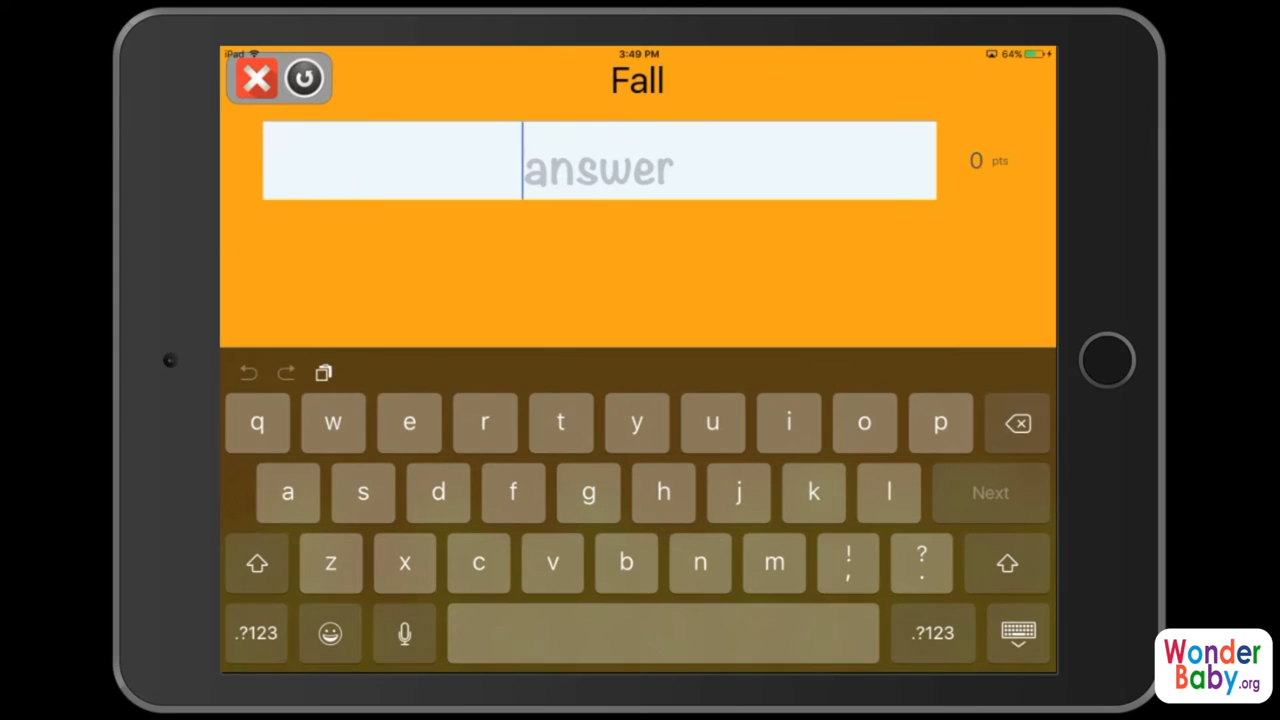 iPad 3:49 PM 64%
Fall
answer
0 pts
q w e r t y u i o p
a s d f g h j k l Next
z x c v b n m ! , ? .
.?123 .?123
Wonder
Baby.org